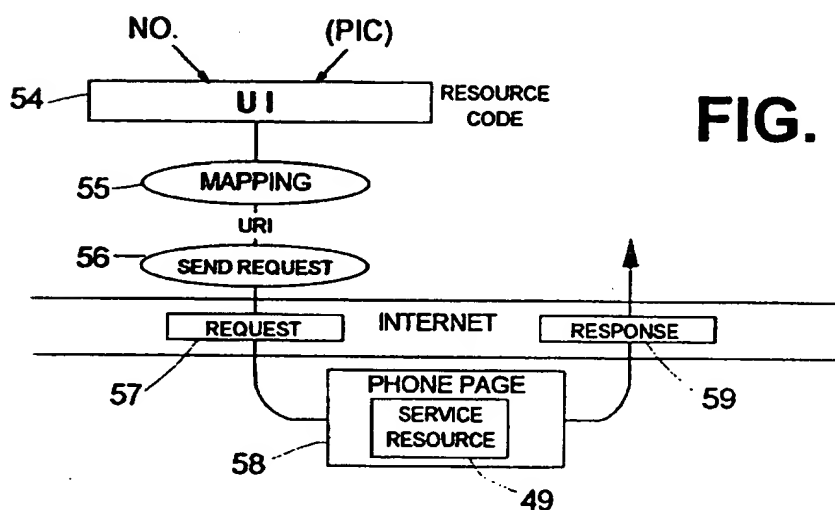 NO.
(PIC)
54
UI
RESOURCE
CODE
FIG.
55
MAPPING
URI
56
SEND REQUEST
REQUEST
INTERNET
RESPONSE
57
PHONE PAGE
59
SERVICE
RESOURCE
58
49